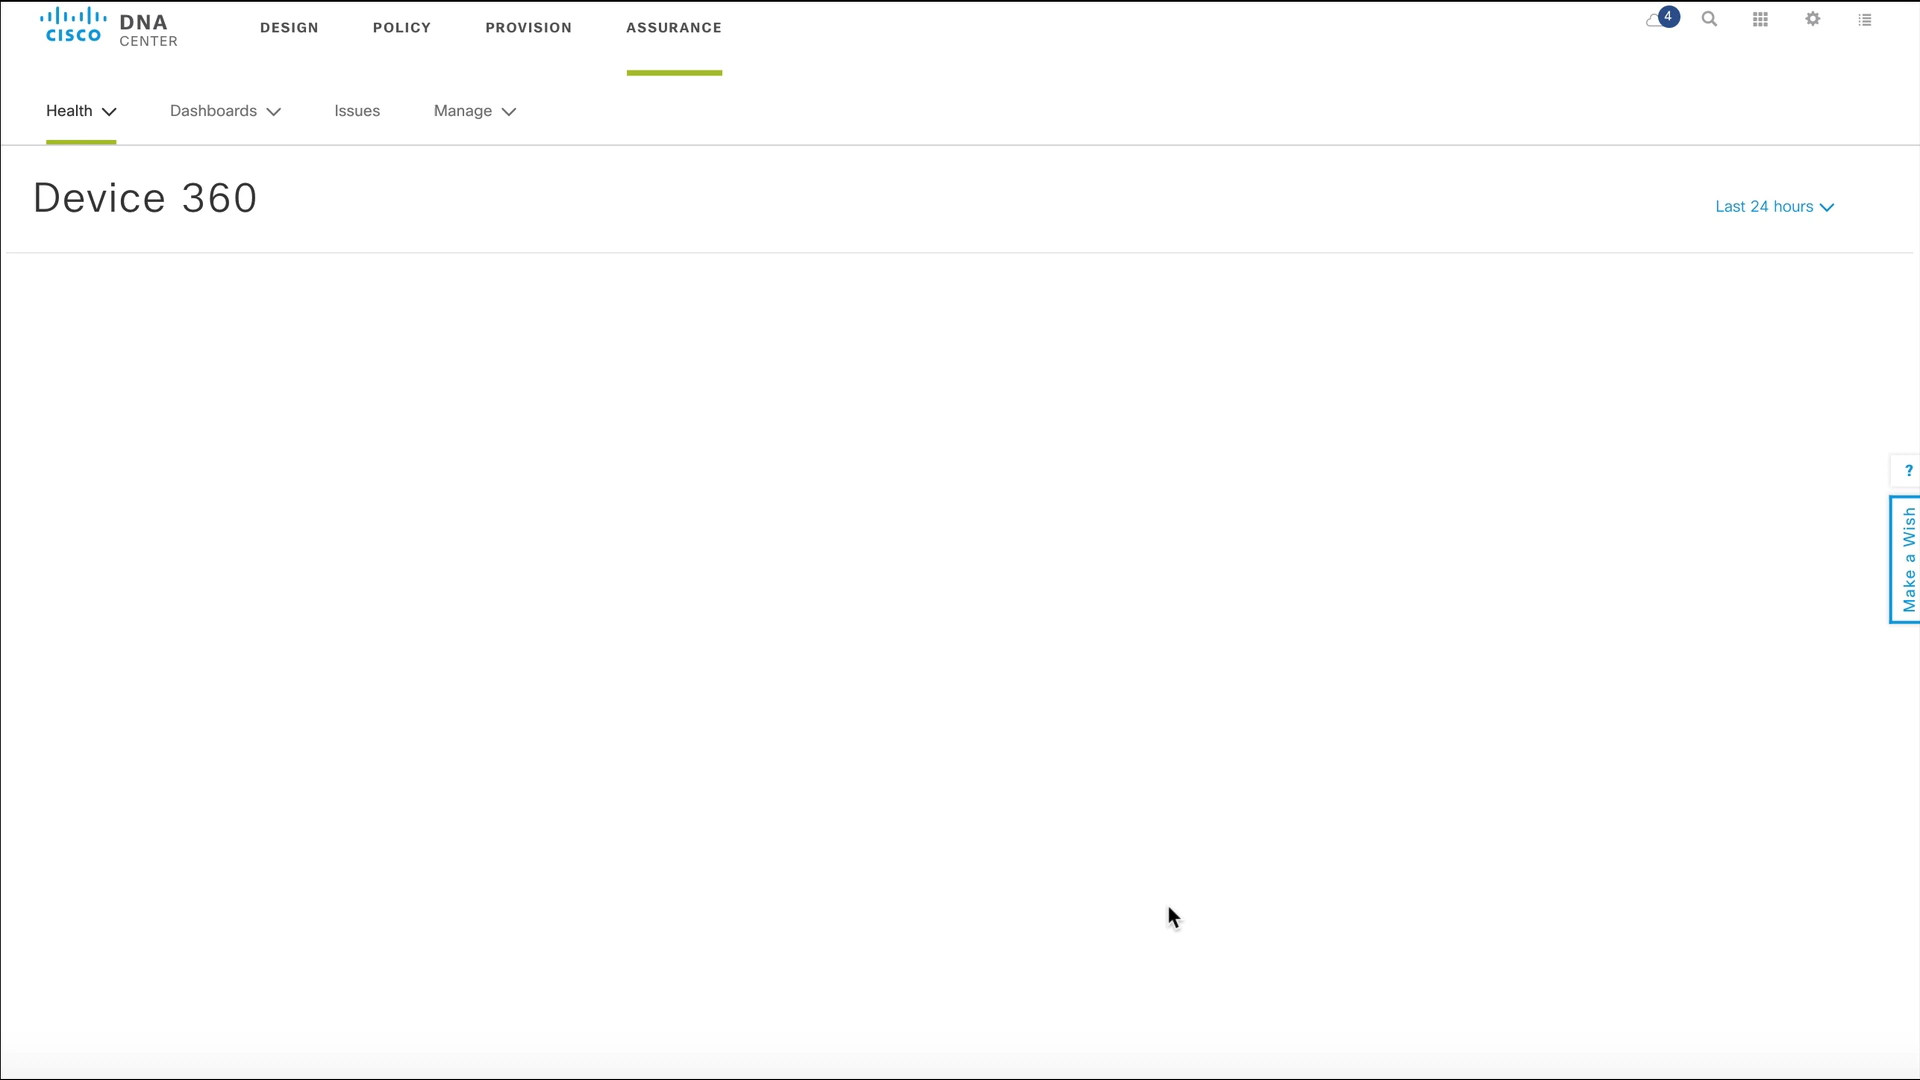 CISCO DNA CENTER DESIGN POLICY PROVISION ASSURANCE 4
Health Dashboards Issues Manage
Device 360
Last 24 hours
?
Make a Wish